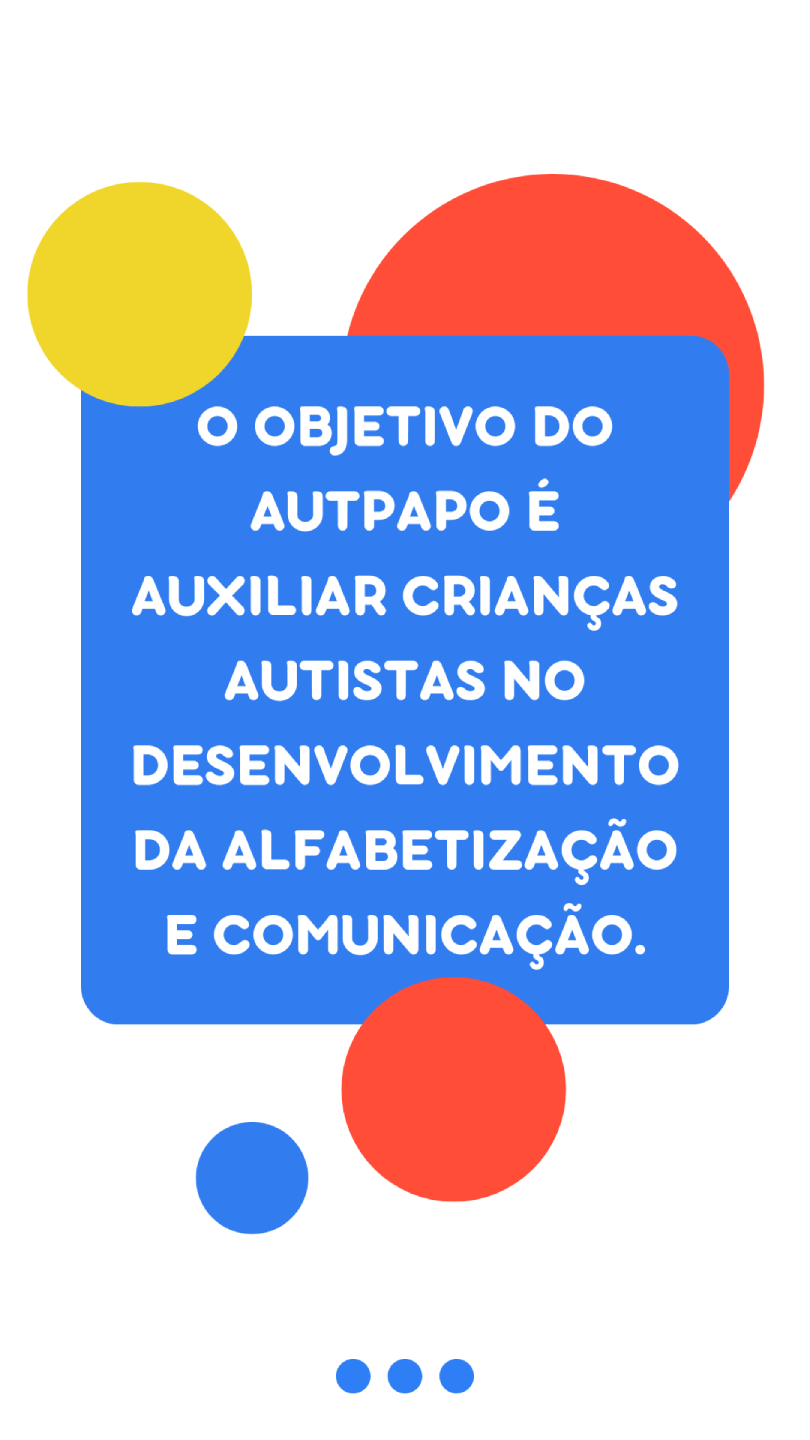 O OBJETIVO DO
AUTPAPO É
AUXILIAR CRIANÇAS
AUTISTAS NO
DESENVOLVIMENTO
DA ALFABETIZAÇÃO
E COMUNICAÇÃO.